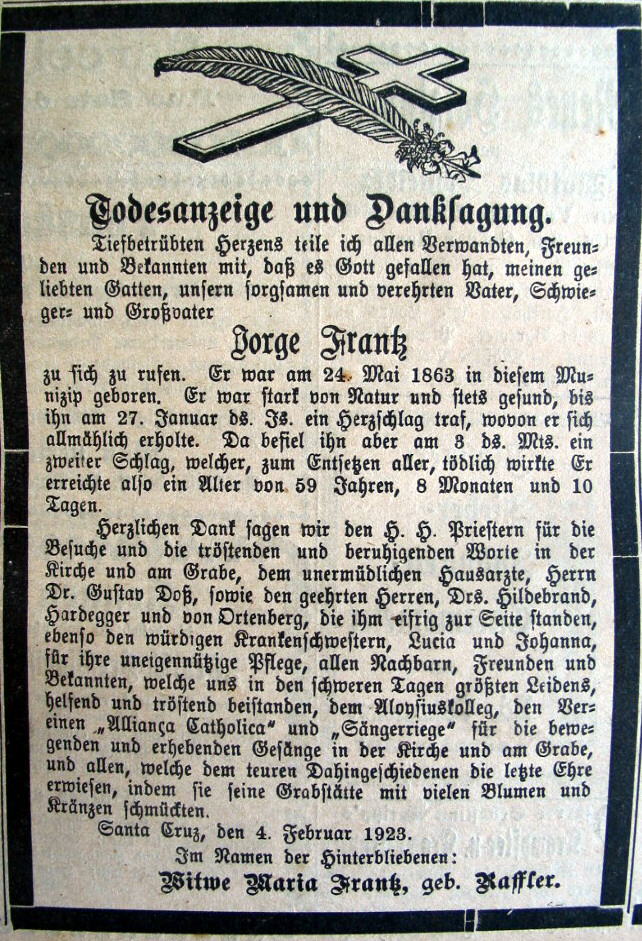 Todesanzeige und Danksagung.
Tiefbetrübten Herzens teile ich allen Verwandten, Freun-
den und Bekannten mit, daß es Gott gefallen hat, meinen ge-
liebten Gatten, unsern sorgsamen und verehrten Vater, Schwie-
ger- und Großvater
Jorge Frantz
zu sich zu rufen. Er war am 24. Mai 1863 in diesem Mu-
nizip geboren. Er war stark von Natur und stets gesund, bis
ihn am 27. Januar ds. Js. ein Herzschlag traf, wovon er sich
allmählich erholte. Da befiel ihn aber am 3 ds. Mts. ein
zweiter Schlag, welcher, zum Entsetzen aller, tödlich wirkte Er
erreichte also ein Alter von 59 Jahren, 8 Monaten und 10
Tagen.
Herzlichen Dank sagen wir den H. H. Priestern für die
Besuche und die tröstenden und beruhigenden Worte in der
Kirche und am Grabe, dem unermüdlichen Hausarzte, Herrn
Dr. Gustav Doß, sowie den geehrten Herren, Drs. Hildebrand,
Hardegger und von Ortenberg, die ihm eifrig zur Seite standen,
ebenso den würdigen Krankenschwestern, Lucia und Johanna,
für ihre uneigennützige Pflege, allen Nachbarn, Freunden und
Bekannten, welche uns in den schweren Tagen größten Leidens,
helfend und tröstend beistanden, dem Aloysiuskolleg, den Ver-
einen „Alliança Catholica“ und „Sängerriege“ für die bewe-
genden und erhebenden Gesänge in der Kirche und am Grabe,
und allen, welche dem teuren Dahingeschiedenen die letzte Ehre
erwiesen, indem sie seine Grabstätte mit vielen Blumen und
Kränzen schmückten.
Santa Cruz, den 4. Februar 1923.
Im Namen der Hinterbliebenen:
Witwe Maria Frantz, geb. Raffler.